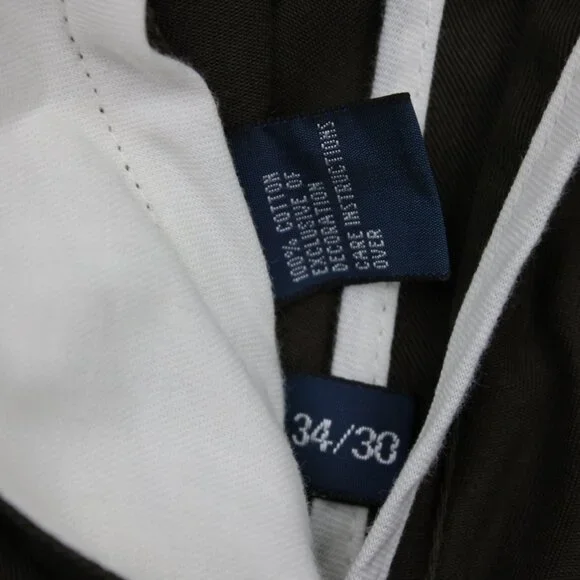 100% COTTON
EXCLUSIVE OF
DECORATION
CARE INSTRUCTIONS
OVER
34/30